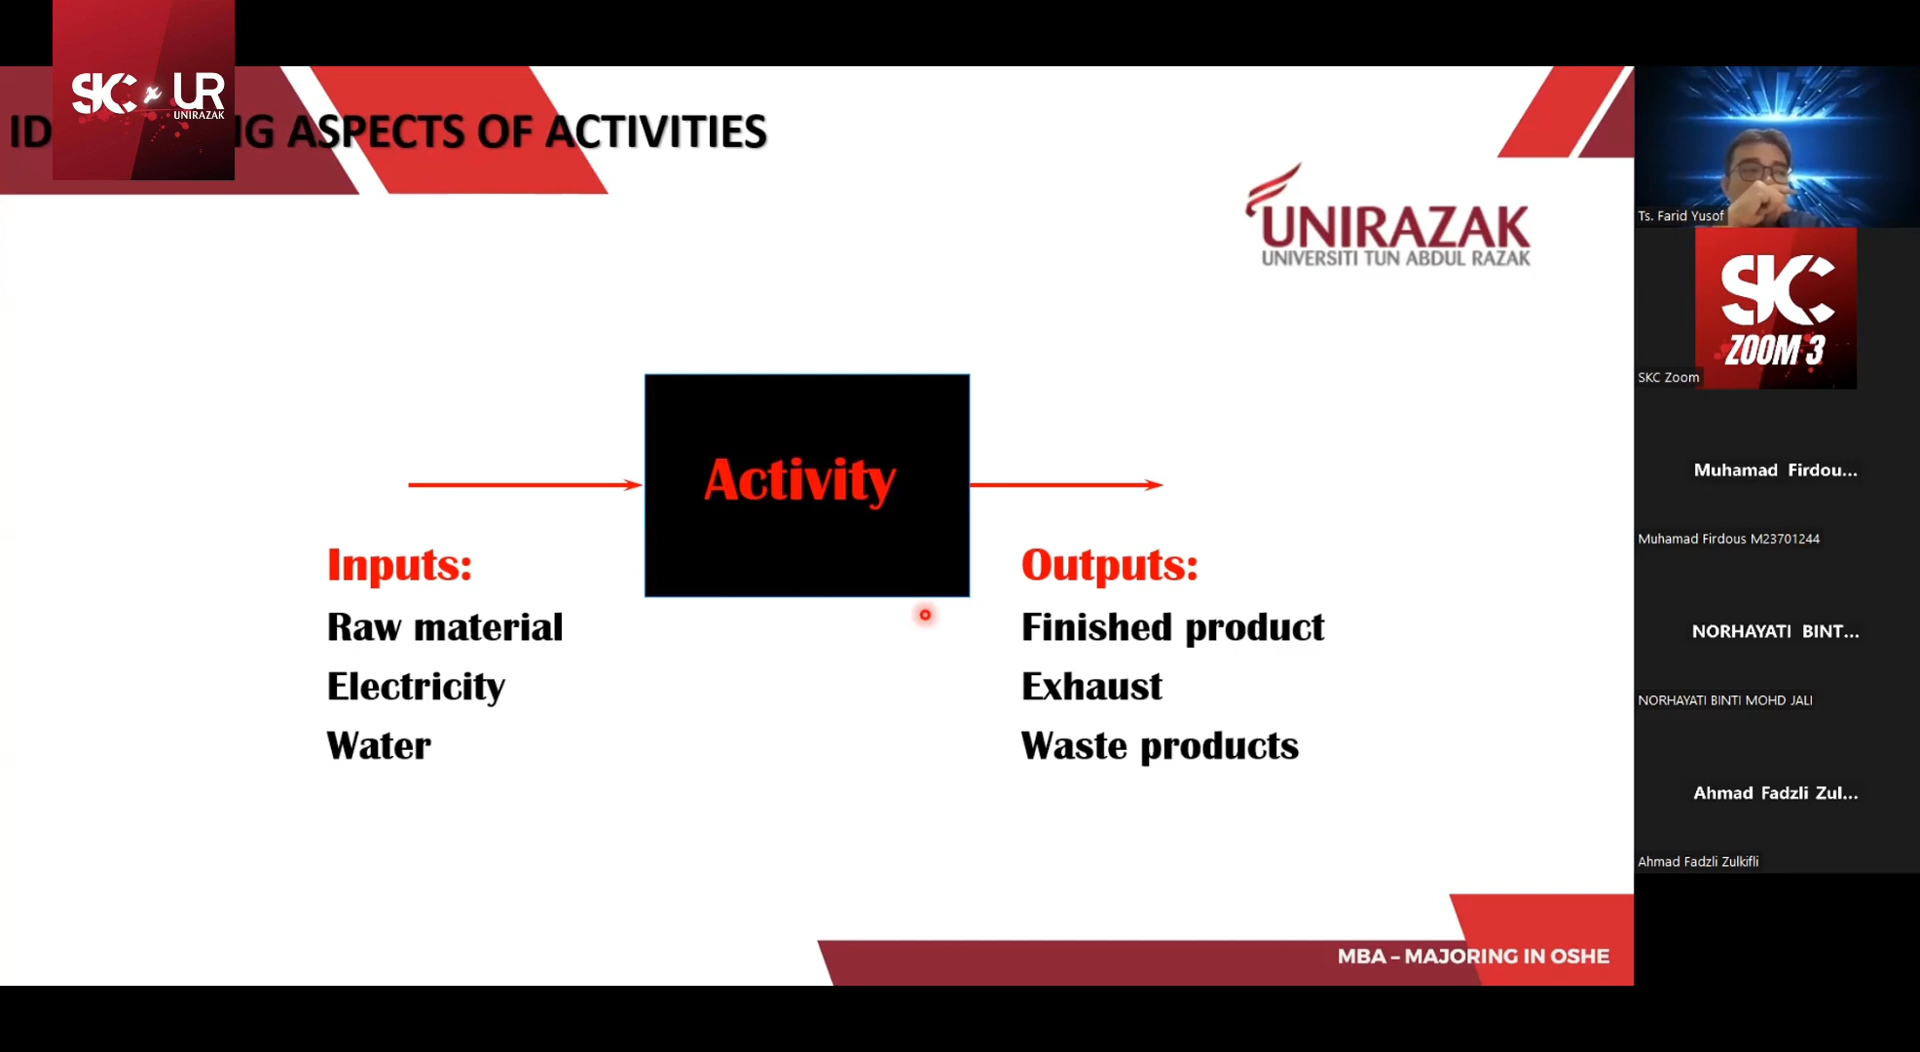 SKC x UR
UNIRAZAK
ID    NG ASPECTS OF ACTIVITIES
UNIRAZAK
UNIVERSITI TUN ABDUL RAZAK
Activity
Inputs:
Raw material
Electricity
Water
Outputs:
Finished product
Exhaust
Waste products
MBA – MAJORING IN OSHE
Ts. Farid Yusof
SKC
ZOOM 3
SKC Zoom
Muhamad Firdou...
Muhamad Firdous M23701244
NORHAYATI BINT...
NORHAYATI BINTI MOHD JALI
Ahmad Fadzli Zul...
Ahmad Fadzli Zulkifli